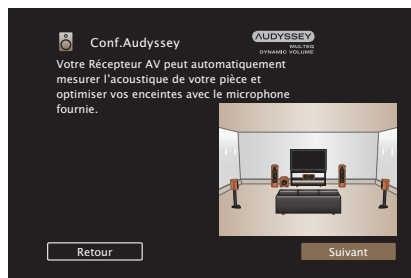 Conf.Audyssey
AUDYSSEY
MULTEQ
DYNAMIC VOLUME
Votre Récepteur AV peut automatiquement
mesurer l'acoustique de votre pièce et
optimiser vos enceintes avec le microphone
fournie.
Retour
Suivant